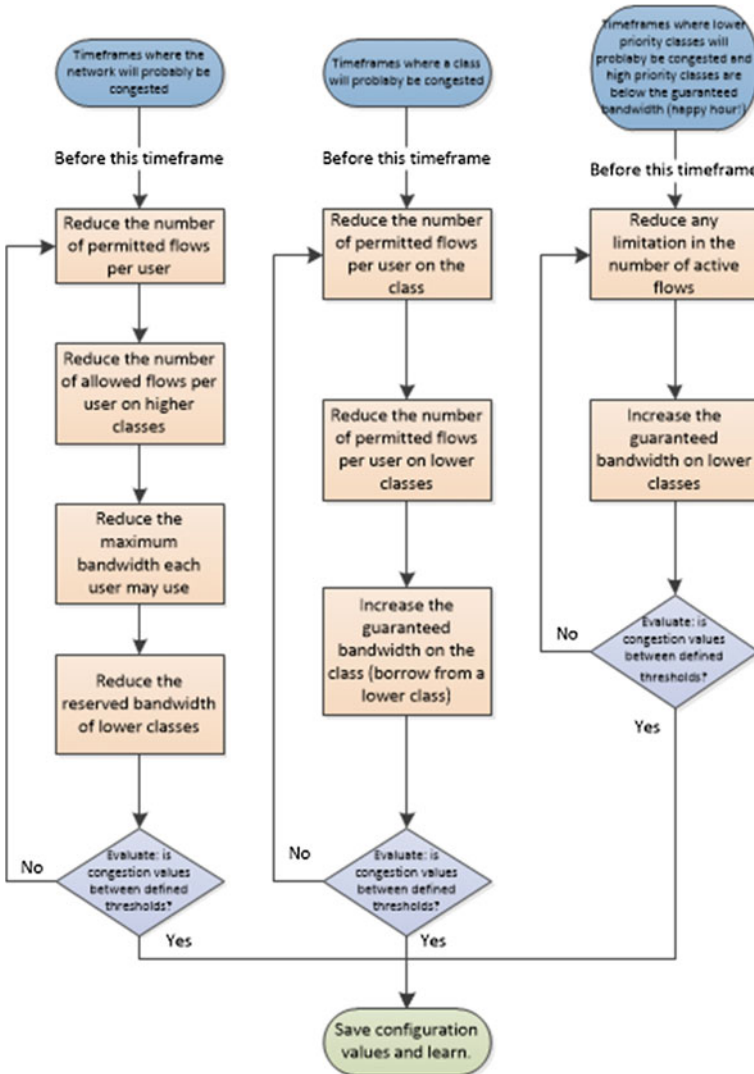 Timeframes where the
network will probably be
congested
Before this timeframe
Reduce the number
of permitted flows
per user
Reduce the number
of allowed flows per
user on higher
classes
Reduce the
maximum
bandwidth each
user may use
Reduce the
reserved bandwidth
of lower classes
Evaluate: is
congestion values
between defined
thresholds?
No
Yes
Timeframes where a class
will problaby be congested
Before this timeframe
Reduce the number
of permitted flows
per user on the
class
Reduce the number
of permitted flows
per user on lower
classes
Increase the
guaranteed
bandwidth on the
class (borrow from a
lower class)
Evaluate: is
congestion values
between defined
thresholds?
No
Yes
Timeframes where lower
priority classes will
problaby be congested and
high priority classes are
below the guaranteed
bandwidth (happy hour!)
Before this timeframe
Reduce any
limitation in the
number of active
flows
Increase the
guaranteed
bandwidth on lower
classes
Evaluate: is
congestion values
between defined
thresholds?
No
Yes
Save configuration
values and learn.